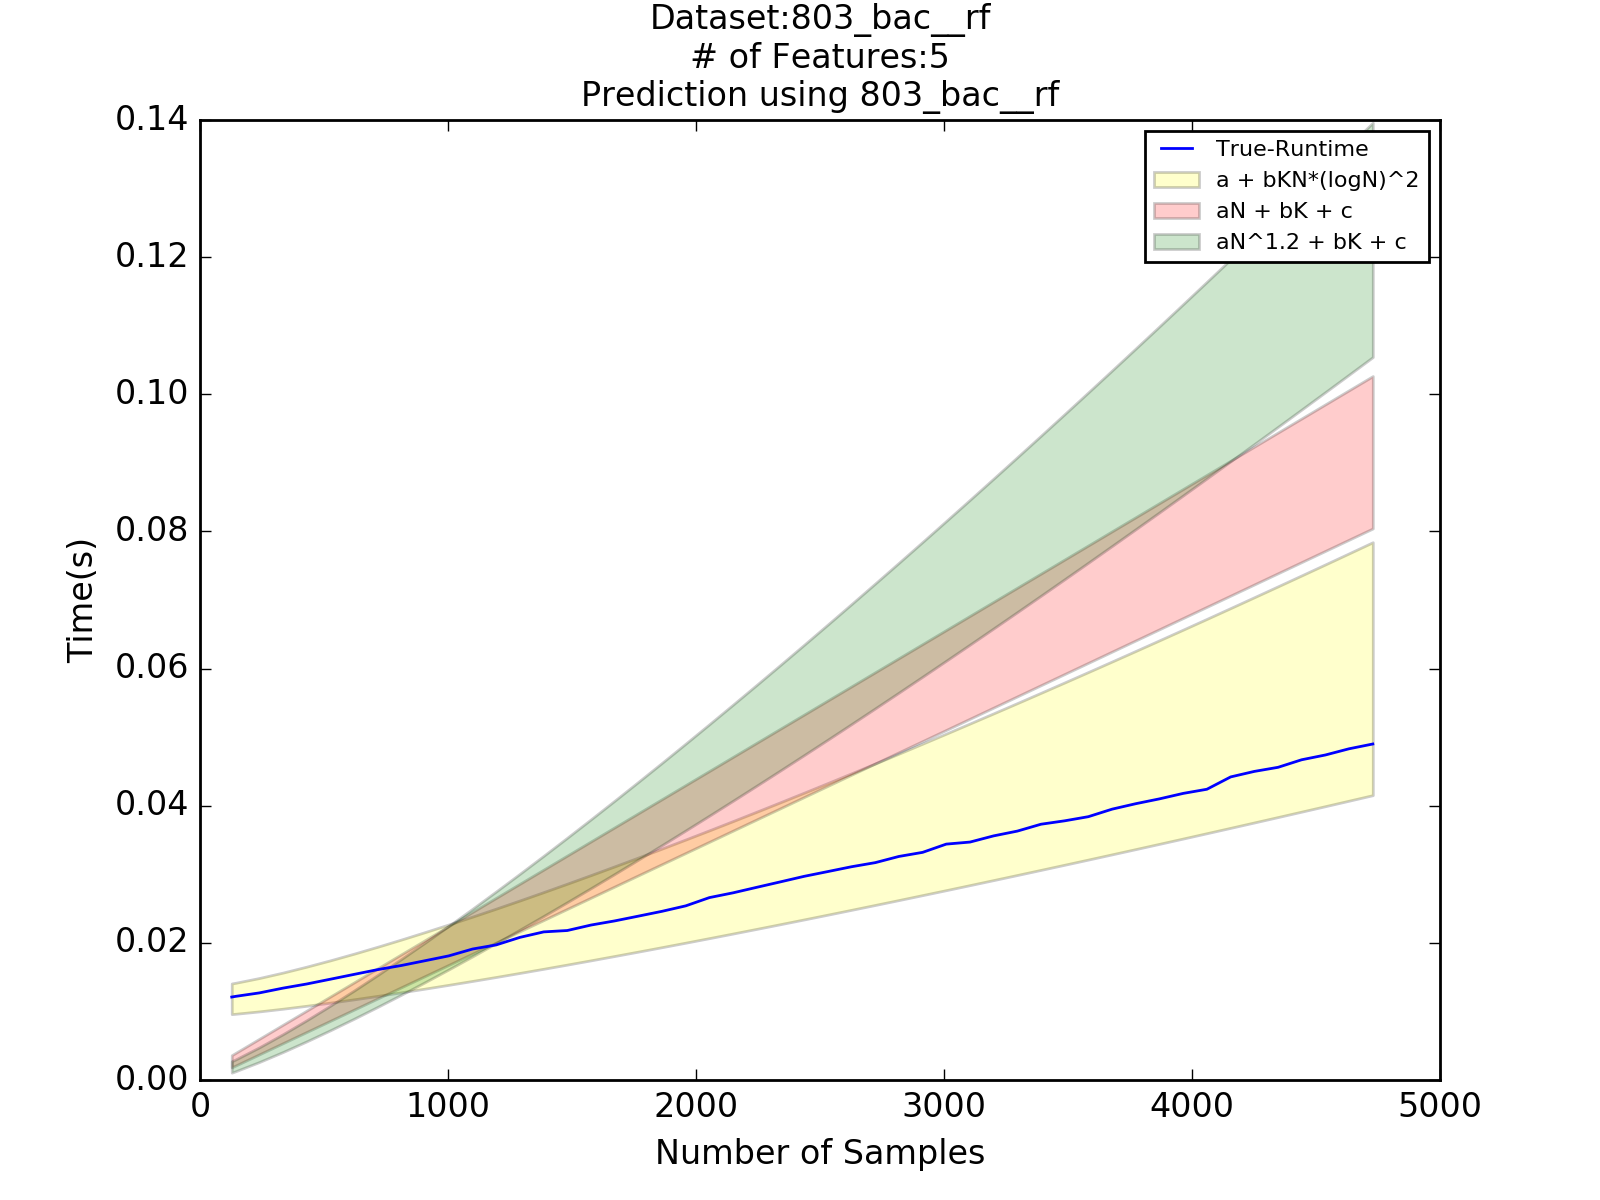 Dataset:803_bac__rf
# of Features:5
Prediction using 803_bac__rf
0.14
0.12
0.10
0.08
0.06
0.04
0.02
0.00
Time(s)
True-Runtime
a + bKN*(logN)^2
aN + bK + c
aN^1.2 + bK + c
0
1000
2000
3000
4000
5000
Number of Samples